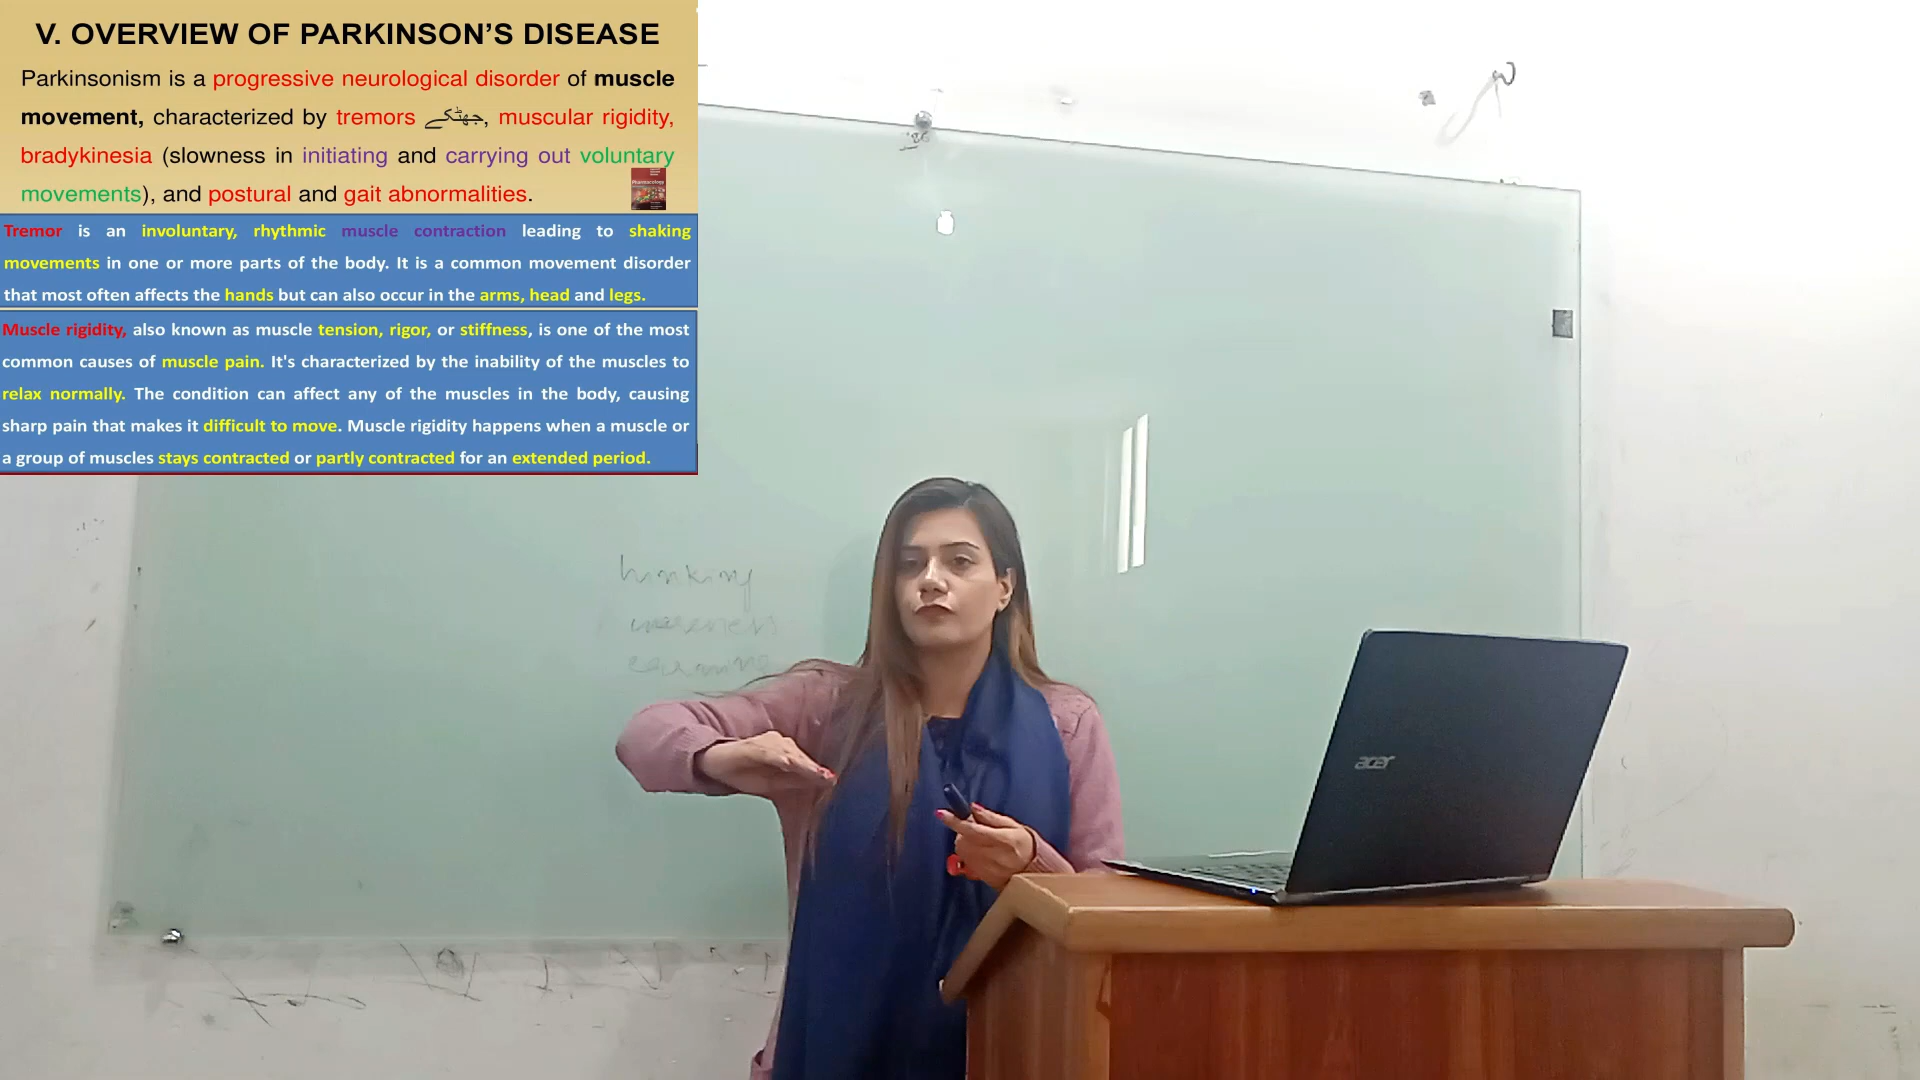 V. OVERVIEW OF PARKINSON’S DISEASE
Parkinsonism is a progressive neurological disorder of muscle
movement, characterized by tremors جھٹکے, muscular rigidity,
bradykinesia (slowness in initiating and carrying out voluntary
movements), and postural and gait abnormalities.
Pharmacology
Tremor is an involuntary, rhythmic muscle contraction leading to shaking
movements in one or more parts of the body. It is a common movement disorder
that most often affects the hands but can also occur in the arms, head and legs.
Muscle rigidity, also known as muscle tension, rigor, or stiffness, is one of the most
common causes of muscle pain. It's characterized by the inability of the muscles to
relax normally. The condition can affect any of the muscles in the body, causing
sharp pain that makes it difficult to move. Muscle rigidity happens when a muscle or
a group of muscles stays contracted or partly contracted for an extended period.
acer